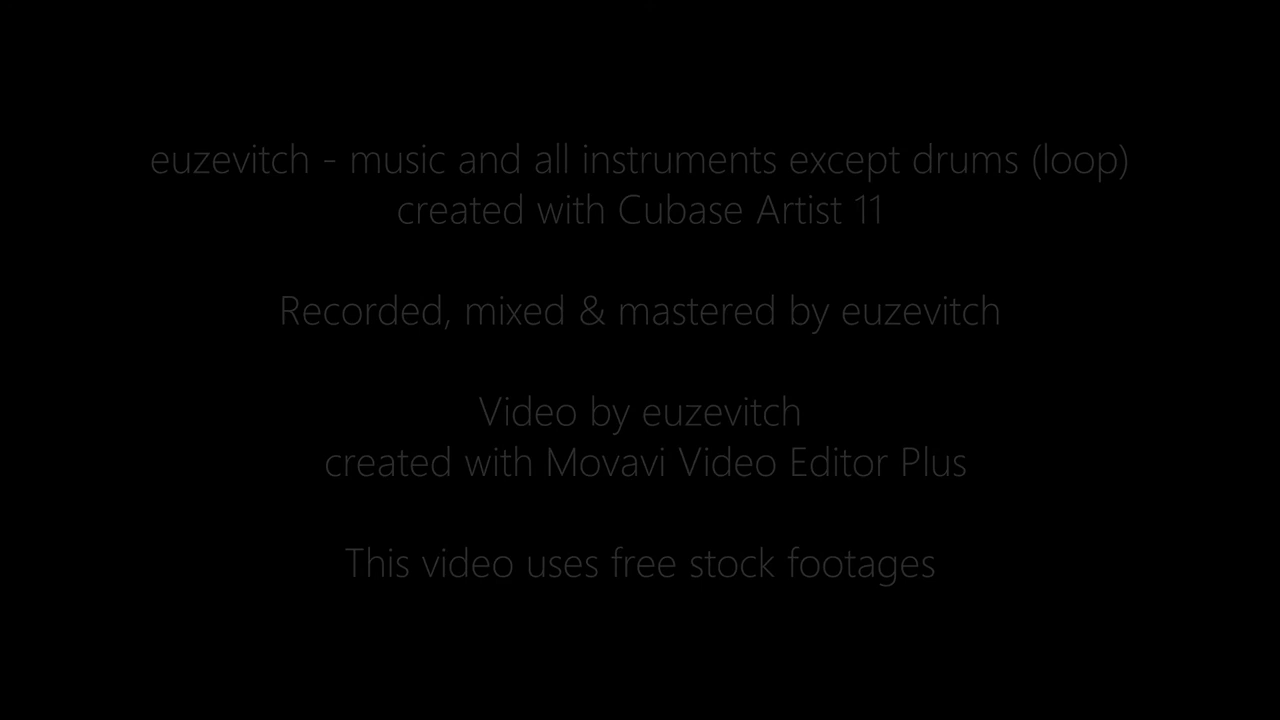 euzevitch - music and all instruments except drums (loop)
created with Cubase Artist 11
Recorded, mixed & mastered by euzevitch
Video by euzevitch
created with Movavi Video Editor Plus
This video uses free stock footages